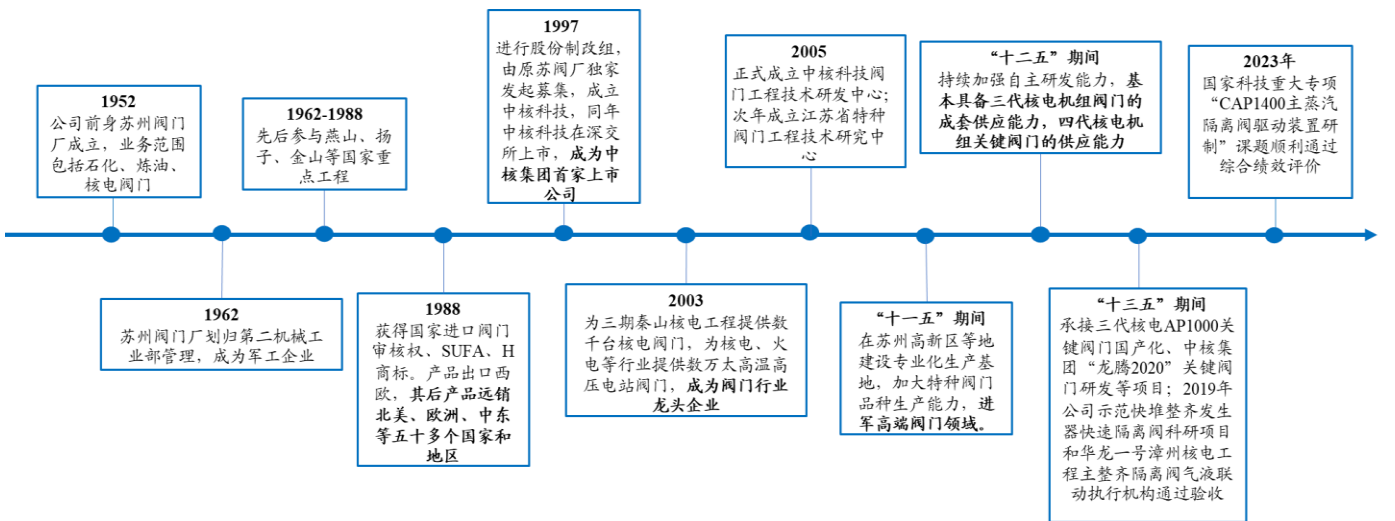 1952
公司前身苏州阀门
厂成立，业务范围
包括石化、炼油、
核电阀门
1962
苏州阀门厂划归第二机械工
业部管理，成为军工企业
1962-1988
先后参与燕山、扬
子、金山等国家重
点工程
1988
获得国家进口阀门
审核权、SUFA、H
商标。产品出口西
欧，其后产品远销
北美、欧洲、中东
等五十多个国家和
地区
1997
进行股份制改组，
由原苏阀厂独家
发起募集，成立
中核科技，同年
中核科技在深交
所上市，成为中
核集团首家上市
公司
2003
为三期秦山核电工程提供数
千台核电阀门，为核电、火
电等行业提供数万太高温高
压电站阀门，成为阀门行业
龙头企业
2005
正式成立中核科技阀
门工程技术研发中心；
次年成立江苏省特种
阀门工程技术研究中
心
“十一五”期间
在苏州高新区等地
建设专业化生产基
地，加大特种阀门
品种生产能力，进
军高端阀门领域。
“十二五”期间
持续加强自主研发能力，基
本具备三代核电机组阀门的
成套供应能力，四代核电机
组关键阀门的供应能力
“十三五”期间
承接三代核电AP1000关
键阀门国产化、中核集
团“龙腾2020”关键阀
门研发等项目；2019年
公司示范快堆整齐发生
器快速隔离阀科研项目
和华龙一号漳州核电工
程主整齐隔离阀气液联
动执行机构通过验收
2023年
国家科技重大专项
“CAP1400主蒸汽
隔离阀驱动装置研
制”课题顺利通过
综合绩效评价